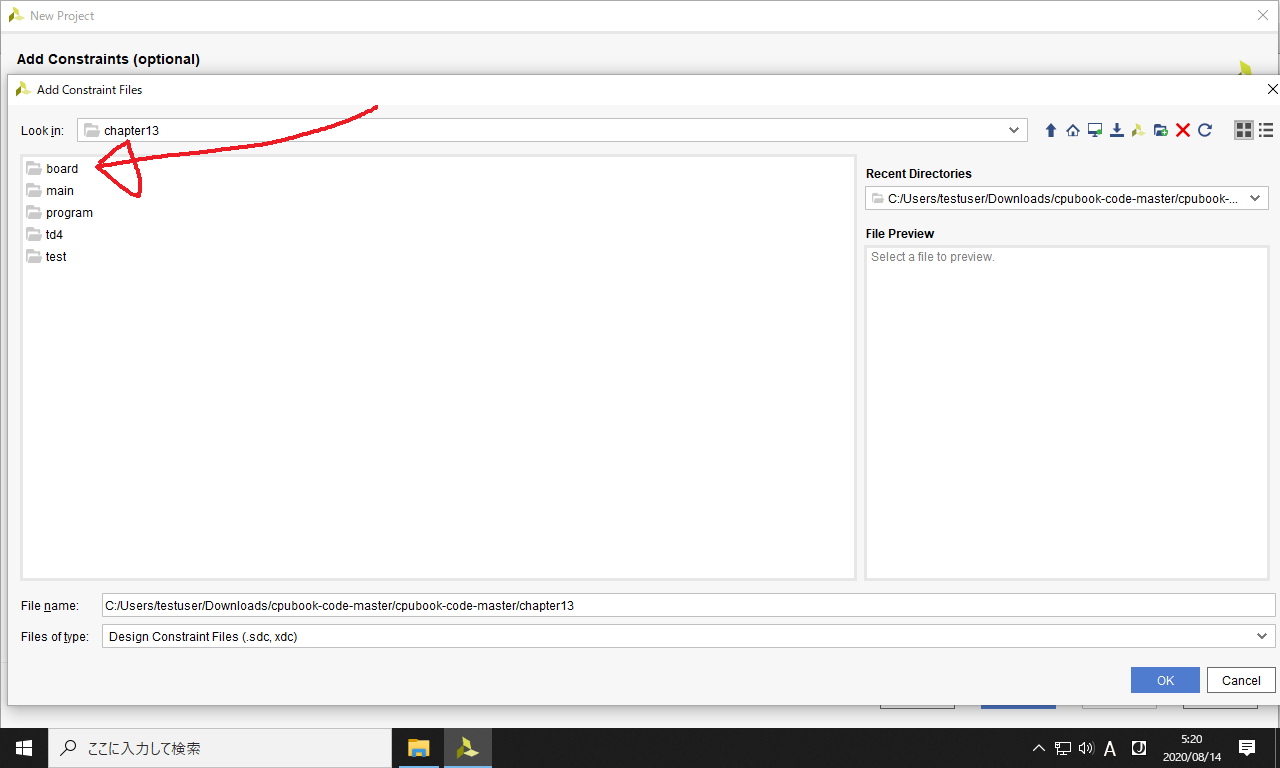 New Project
Add Constraints (optional)
Add Constraint Files
Look in: chapter13
board
main
program
td4
test
Recent Directories
C:/Users/testuser/Downloads/cpubook-code-master/cpubook-...
File Preview
Select a file to preview.
File name: C:/Users/testuser/Downloads/cpubook-code-master/cpubook-code-master/chapter13
Files of type: Design Constraint Files (.sdc, xdc)
OK Cancel
ここに入力して検索
A
J
5:20
2020/08/14